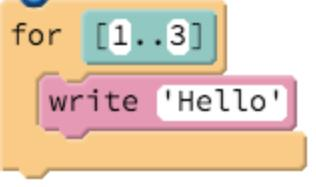 for [1..3]
write 'Hello'